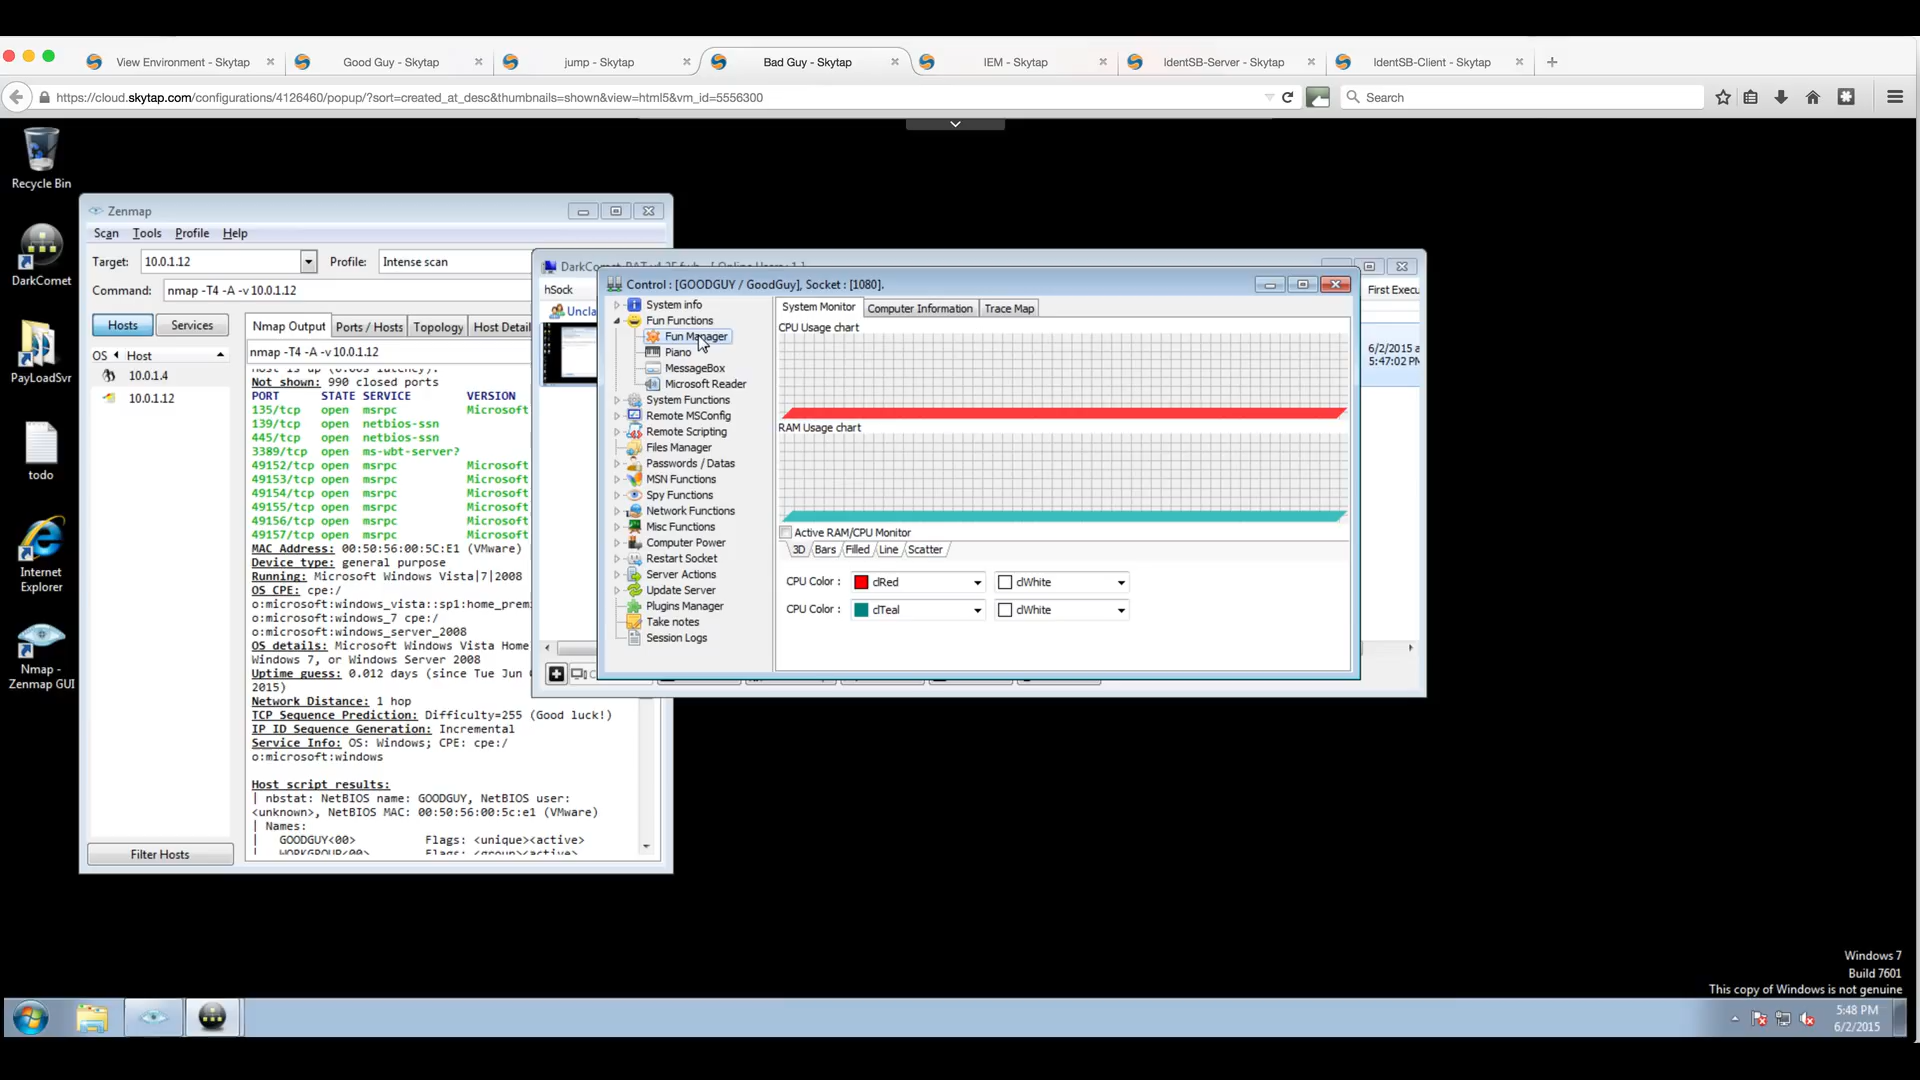 View Environment - Skytap
Good Guy - Skytap
jump - Skytap
Bad Guy - Skytap
IEM - Skytap
IdentSB-Server - Skytap
IdentSB-Client - Skytap
https://cloud.skytap.com/configurations/4126460/popup/?sort=created_at_desc&thumbnails=shown&view=html5&vm_id=5556300
Search
Recycle Bin
DarkComet
PayLoadSvr
todo
Internet
Explorer
Nmap -
Zenmap GUI
Zenmap
Scan Tools Profile Help
Target: 10.0.1.12 Profile: Intense scan
Command: nmap -T4 -A -v 10.0.1.12
Hosts Services
OS Host
10.0.1.4
10.0.1.12
Filter Hosts
Nmap Output Ports / Hosts Topology Host Detail
nmap -T4 -A -v 10.0.1.12
Host is up (0.00s latency).
Not shown: 990 closed ports
PORT STATE SERVICE VERSION
135/tcp open msrpc Microsoft
139/tcp open netbios-ssn
445/tcp open netbios-ssn
3389/tcp open ms-wbt-server?
49152/tcp open msrpc Microsoft
49153/tcp open msrpc Microsoft
49154/tcp open msrpc Microsoft
49155/tcp open msrpc Microsoft
49156/tcp open msrpc Microsoft
49157/tcp open msrpc Microsoft
MAC Address: 00:50:56:00:5C:E1 (VMware)
Device type: general purpose
Running: Microsoft Windows Vista|7|2008
OS CPE: cpe:/
o:microsoft:windows_vista::sp1:home_premi
o:microsoft:windows_7 cpe:/
o:microsoft:windows_server_2008
OS details: Microsoft Windows Vista Home
Windows 7, or Windows Server 2008
Uptime guess: 0.012 days (since Tue Jun
2015)
Network Distance: 1 hop
TCP Sequence Prediction: Difficulty=255 (Good luck!)
IP ID Sequence Generation: Incremental
Service Info: OS: Windows; CPE: cpe:/
o:microsoft:windows
Host script results:
| nbstat: NetBIOS name: GOODGUY, NetBIOS user:
<unknown>, NetBIOS MAC: 00:50:56:00:5c:e1 (VMware)
| Names:
| GOODGUY<00> Flags: <unique><active>
| WORKGROUP<00> Flags: <group><active>
hSock
Uncla
First Execu
6/2/2015 a
5:47:02 PM
Control : [GOODGUY / GoodGuy], Socket : [1080].
System info
Fun Functions
Fun Manager
Piano
MessageBox
Microsoft Reader
System Functions
Remote MSConfig
Remote Scripting
Files Manager
Passwords / Datas
MSN Functions
Spy Functions
Network Functions
Misc Functions
Computer Power
Restart Socket
Server Actions
Update Server
Plugins Manager
Take notes
Session Logs
System Monitor Computer Information Trace Map
CPU Usage chart
RAM Usage chart
Active RAM/CPU Monitor
3D Bars Filled Line Scatter
CPU Color : clRed clWhite
CPU Color : clTeal clWhite
Windows 7
Build 7601
This copy of Windows is not genuine
5:48 PM
6/2/2015